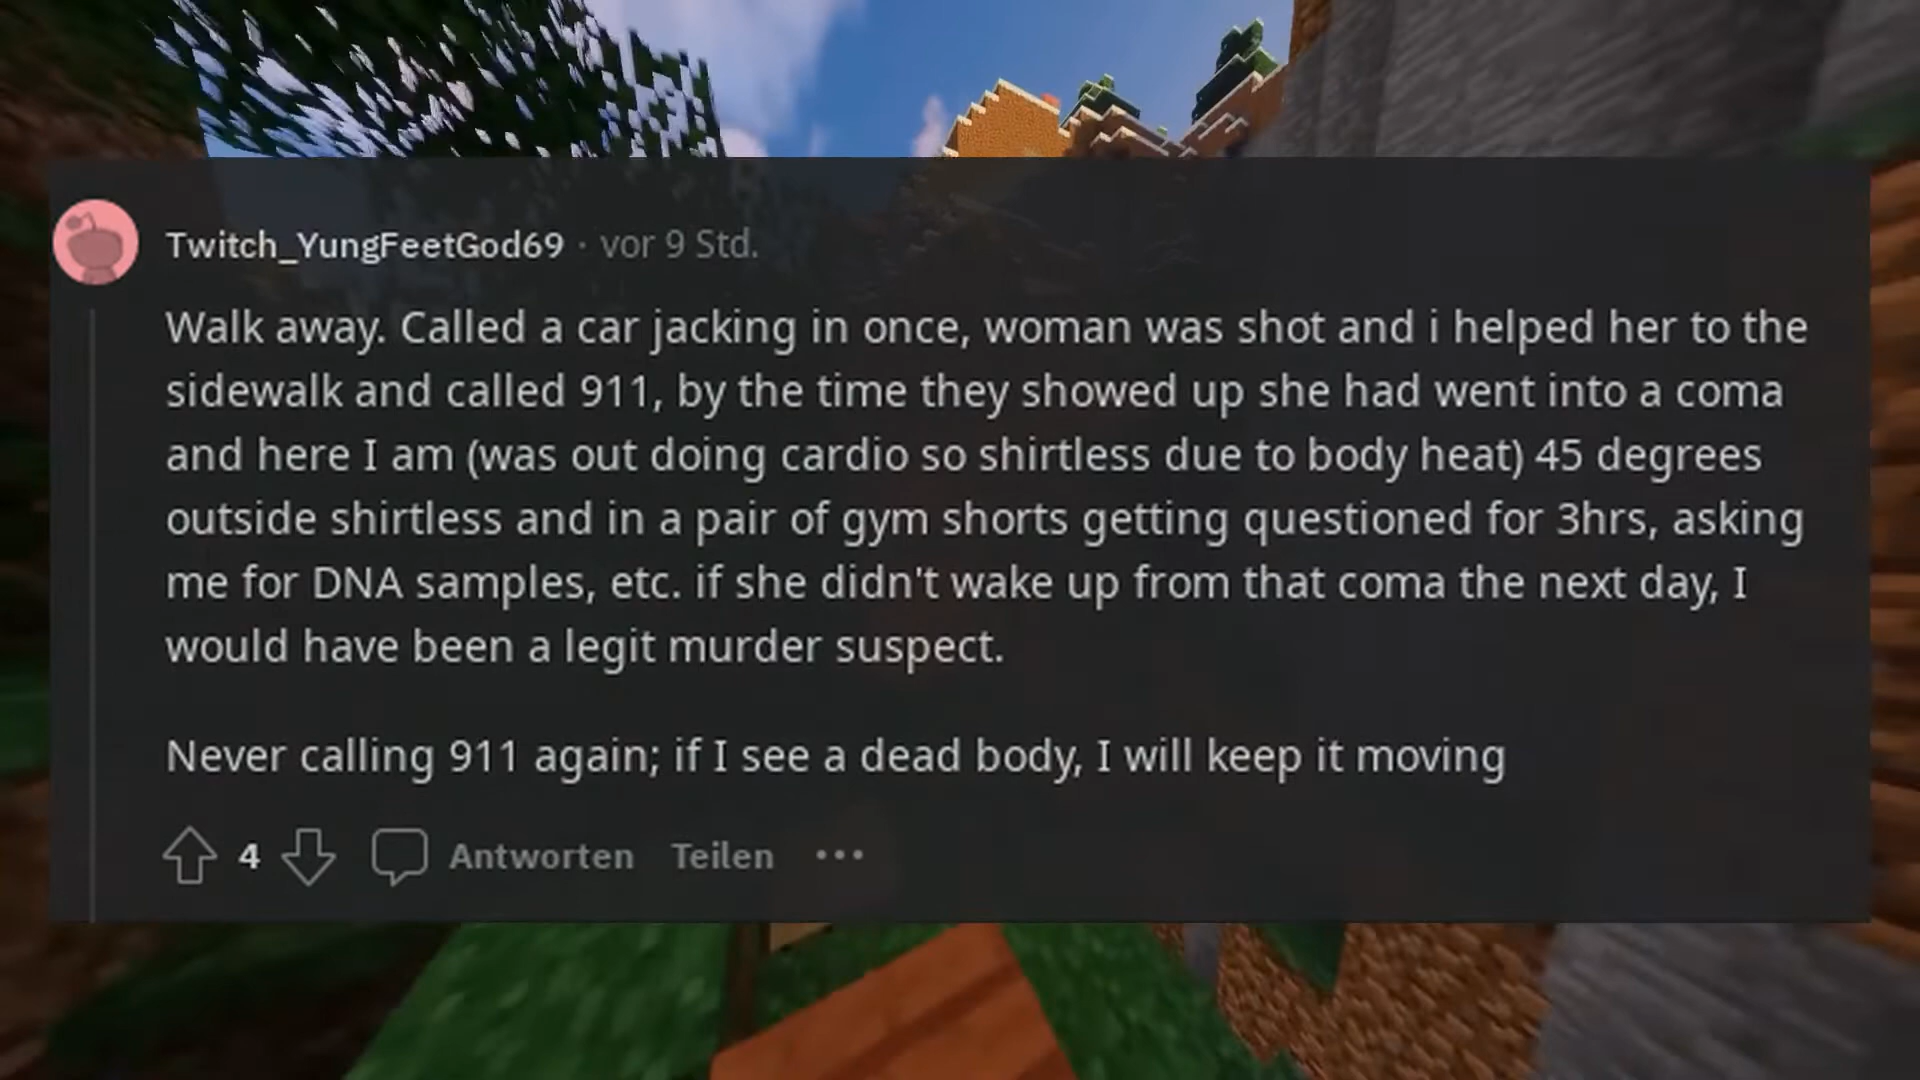 Twitch_YungFeetGod69 · vor 9 Std.
Walk away. Called a car jacking in once, woman was shot and i helped her to the
sidewalk and called 911, by the time they showed up she had went into a coma
and here I am (was out doing cardio so shirtless due to body heat) 45 degrees
outside shirtless and in a pair of gym shorts getting questioned for 3hrs, asking
me for DNA samples, etc. if she didn't wake up from that coma the next day, I
would have been a legit murder suspect.
Never calling 911 again; if I see a dead body, I will keep it moving
4 Antworten Teilen •••